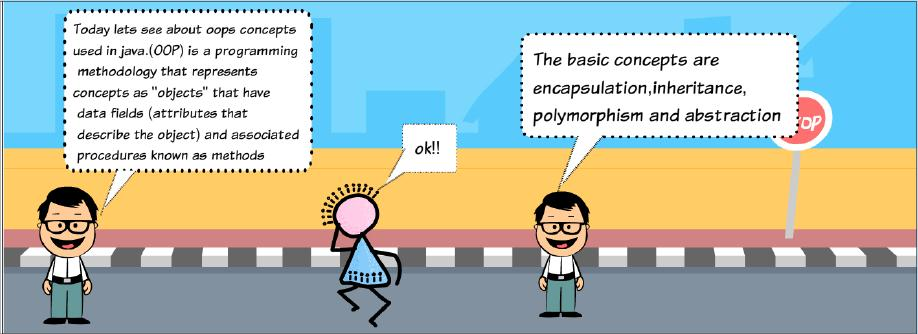 Today lets see about oops concepts
used in java.(OOP) is a programming
methodology that represents
concepts as "objects" that have
data fields (attributes that
describe the object) and associated
procedures known as methods
ok!!
The basic concepts are
encapsulation,inheritance,
polymorphism and abstraction